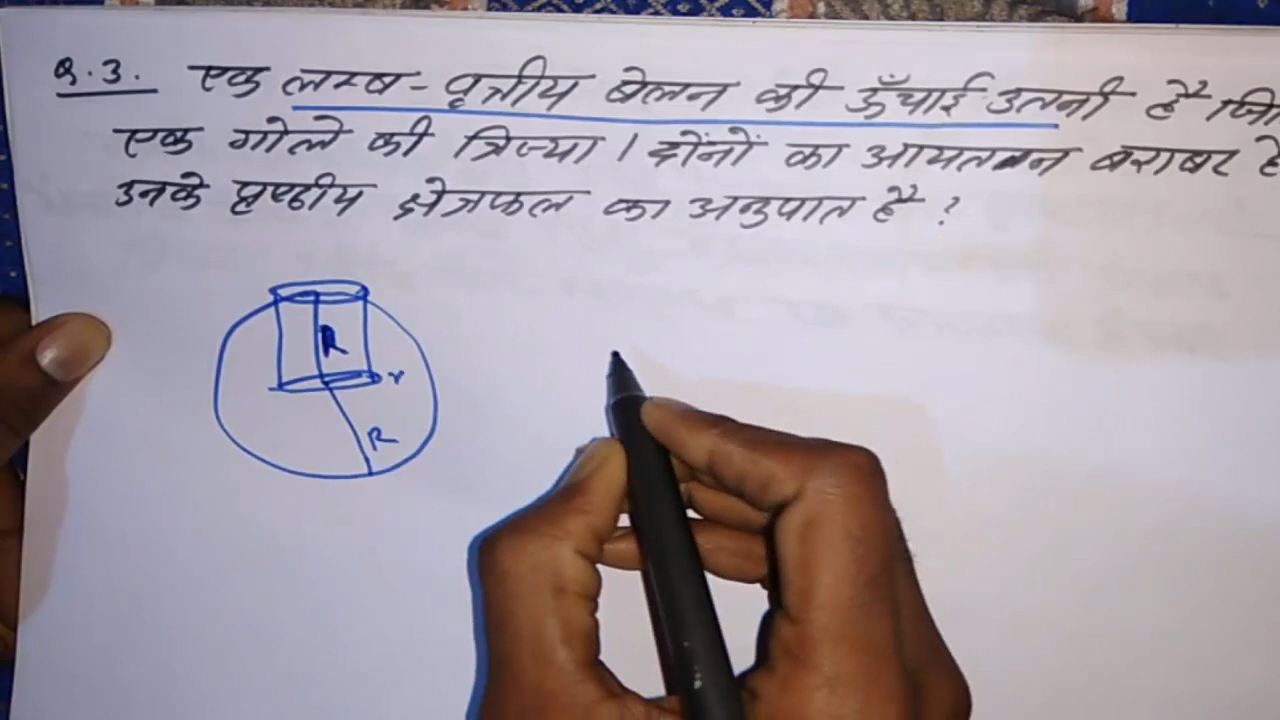 Q.3. एक लम्ब-वृत्तीय बेलन की ऊँचाई उतनी है जि
एक गोले की त्रिज्या। दोंनों का आयतन बराबर है
उनके पृष्ठीय क्षेत्रफल का अनुपात है ?
R
r
R